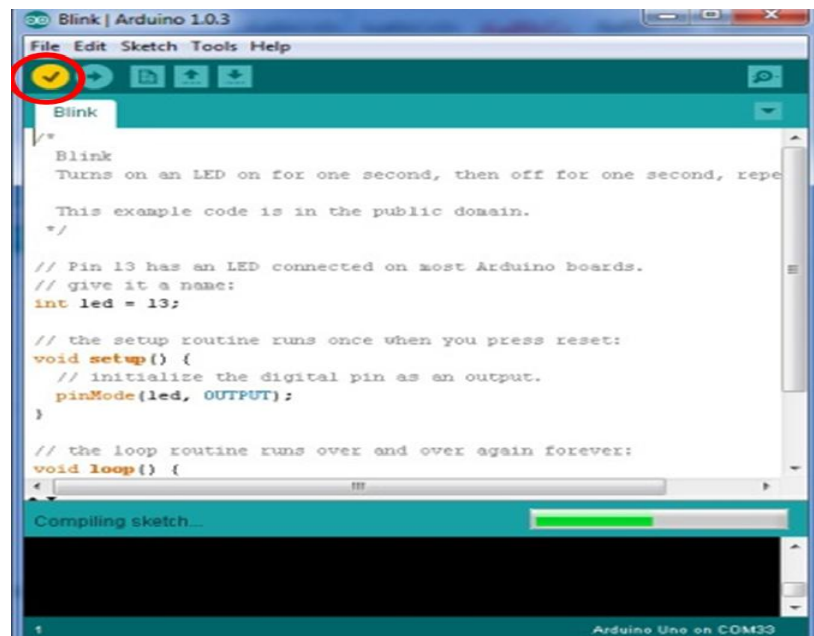 Blink | Arduino 1.0.3
File Edit Sketch Tools Help
Blink
/*
Blink
Turns on an LED on for one second, then off for one second, repe
This example code is in the public domain.
*/
// Pin 13 has an LED connected on most Arduino boards.
// give it a name:
int led = 13;
// the setup routine runs once when you press reset:
void setup() {
// initialize the digital pin as an output.
pinMode(led, OUTPUT);
}
// the loop routine runs over and over again forever:
void loop() {
Compiling sketch...
1
Arduino Uno on COM33